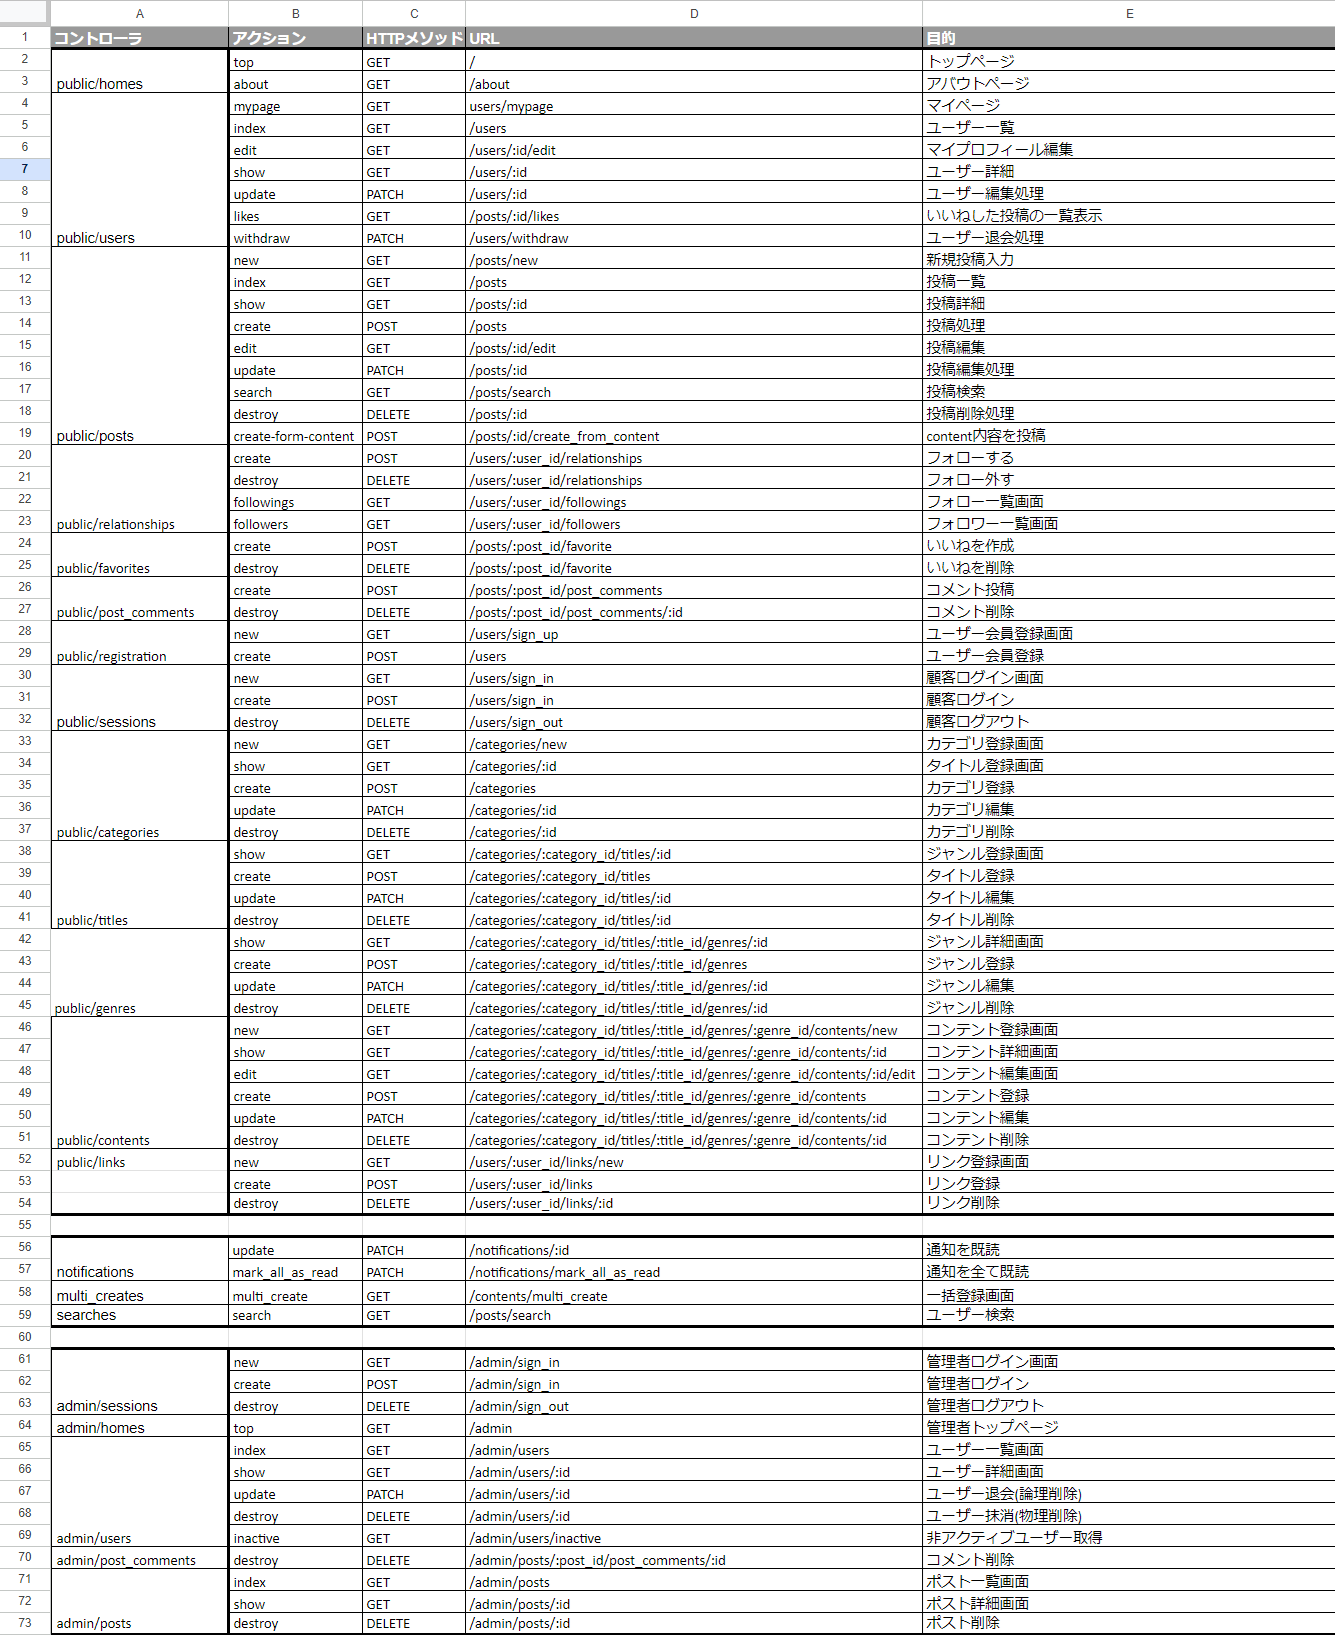 A B C D E
1 コントローラ アクション HTTPメソッド URL 目的
2 top GET / トップページ
3 public/homes about GET /about アバウトページ
4 mypage GET users/mypage マイページ
5 index GET /users ユーザー一覧
6 edit GET /users/:id/edit マイプロフィール編集
7 show GET /users/:id ユーザー詳細
8 update PATCH /users/:id ユーザー編集処理
9 likes GET /posts/:id/likes いいねした投稿の一覧表示
10 public/users withdraw PATCH /users/withdraw ユーザー退会処理
11 new GET /posts/new 新規投稿入力
12 index GET /posts 投稿一覧
13 show GET /posts/:id 投稿詳細
14 create POST /posts 投稿処理
15 edit GET /posts/:id/edit 投稿編集
16 update PATCH /posts/:id 投稿編集処理
17 search GET /posts/search 投稿検索
18 destroy DELETE /posts/:id 投稿削除処理
19 public/posts create-form-content POST /posts/:id/create_from_content content内容を投稿
20 create POST /users/:user_id/relationships フォローする
21 destroy DELETE /users/:user_id/relationships フォロー外す
22 followings GET /users/:user_id/followings フォロー一覧画面
23 public/relationships followers GET /users/:user_id/followers フォロワー一覧画面
24 create POST /posts/:post_id/favorite いいねを作成
25 public/favorites destroy DELETE /posts/:post_id/favorite いいねを削除
26 create POST /posts/:post_id/post_comments コメント投稿
27 public/post_comments destroy DELETE /posts/:post_id/post_comments/:id コメント削除
28 new GET /users/sign_up ユーザー会員登録画面
29 public/registration create POST /users ユーザー会員登録
30 new GET /users/sign_in 顧客ログイン画面
31 create POST /users/sign_in 顧客ログイン
32 public/sessions destroy DELETE /users/sign_out 顧客ログアウト
33 new GET /categories/new カテゴリ登録画面
34 show GET /categories/:id タイトル登録画面
35 create POST /categories カテゴリ登録
36 update PATCH /categories/:id カテゴリ編集
37 public/categories destroy DELETE /categories/:id カテゴリ削除
38 show GET /categories/:category_id/titles/:id ジャンル登録画面
39 create POST /categories/:category_id/titles タイトル登録
40 update PATCH /categories/:category_id/titles/:id タイトル編集
41 public/titles destroy DELETE /categories/:category_id/titles/:id タイトル削除
42 show GET /categories/:category_id/titles/:title_id/genres/:id ジャンル詳細画面
43 create POST /categories/:category_id/titles/:title_id/genres ジャンル登録
44 update PATCH /categories/:category_id/titles/:title_id/genres/:id ジャンル編集
45 public/genres destroy DELETE /categories/:category_id/titles/:title_id/genres/:id ジャンル削除
46 new GET /categories/:category_id/titles/:title_id/genres/:genre_id/contents/new コンテント登録画面
47 show GET /categories/:category_id/titles/:title_id/genres/:genre_id/contents/:id コンテント詳細画面
48 edit GET /categories/:category_id/titles/:title_id/genres/:genre_id/contents/:id/edit コンテント編集画面
49 create POST /categories/:category_id/titles/:title_id/genres/:genre_id/contents コンテント登録
50 update PATCH /categories/:category_id/titles/:title_id/genres/:genre_id/contents/:id コンテント編集
51 public/contents destroy DELETE /categories/:category_id/titles/:title_id/genres/:genre_id/contents/:id コンテント削除
52 public/links new GET /users/:user_id/links/new リンク登録画面
53 create POST /users/:user_id/links リンク登録
54 destroy DELETE /users/:user_id/links/:id リンク削除
55
56 update PATCH /notifications/:id 通知を既読
57 notifications mark_all_as_read PATCH /notifications/mark_all_as_read 通知を全て既読
58 multi_creates multi_create GET /contents/multi_create 一括登録画面
59 searches search GET /posts/search ユーザー検索
60
61 new GET /admin/sign_in 管理者ログイン画面
62 create POST /admin/sign_in 管理者ログイン
63 admin/sessions destroy DELETE /admin/sign_out 管理者ログアウト
64 admin/homes top GET /admin 管理者トップページ
65 index GET /admin/users ユーザー一覧画面
66 show GET /admin/users/:id ユーザー詳細画面
67 update PATCH /admin/users/:id ユーザー退会(論理削除)
68 destroy DELETE /admin/users/:id ユーザー抹消(物理削除)
69 admin/users inactive GET /admin/users/inactive 非アクティブユーザー取得
70 admin/post_comments destroy DELETE /admin/posts/:post_id/post_comments/:id コメント削除
71 index GET /admin/posts ポスト一覧画面
72 show GET /admin/posts/:id ポスト詳細画面
73 admin/posts destroy DELETE /admin/posts/:id ポスト削除